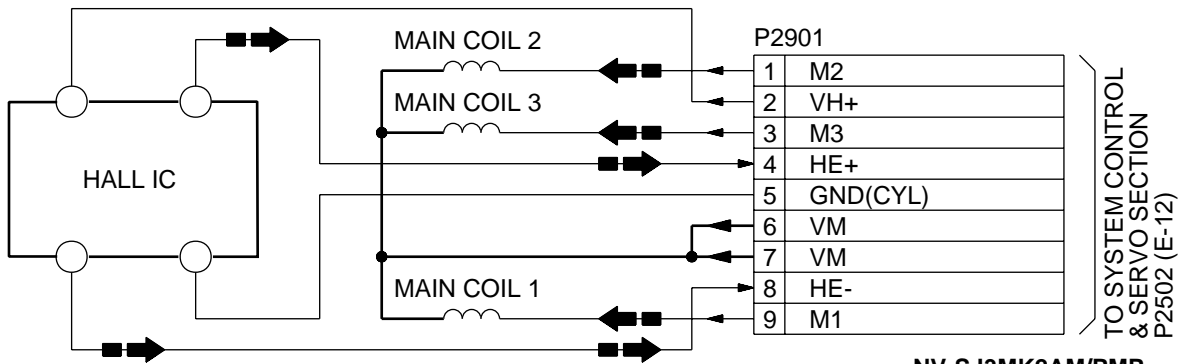 MAIN COIL 2
P2901
1 M2
2 VH+
MAIN COIL 3
3 M3
4 HE+
HALL IC
5 GND(CYL)
6 VM
7 VM
MAIN COIL 1
8 HE-
9 M1
TO SYSTEM CONTROL
& SERVO SECTION
P2502 (E-12)